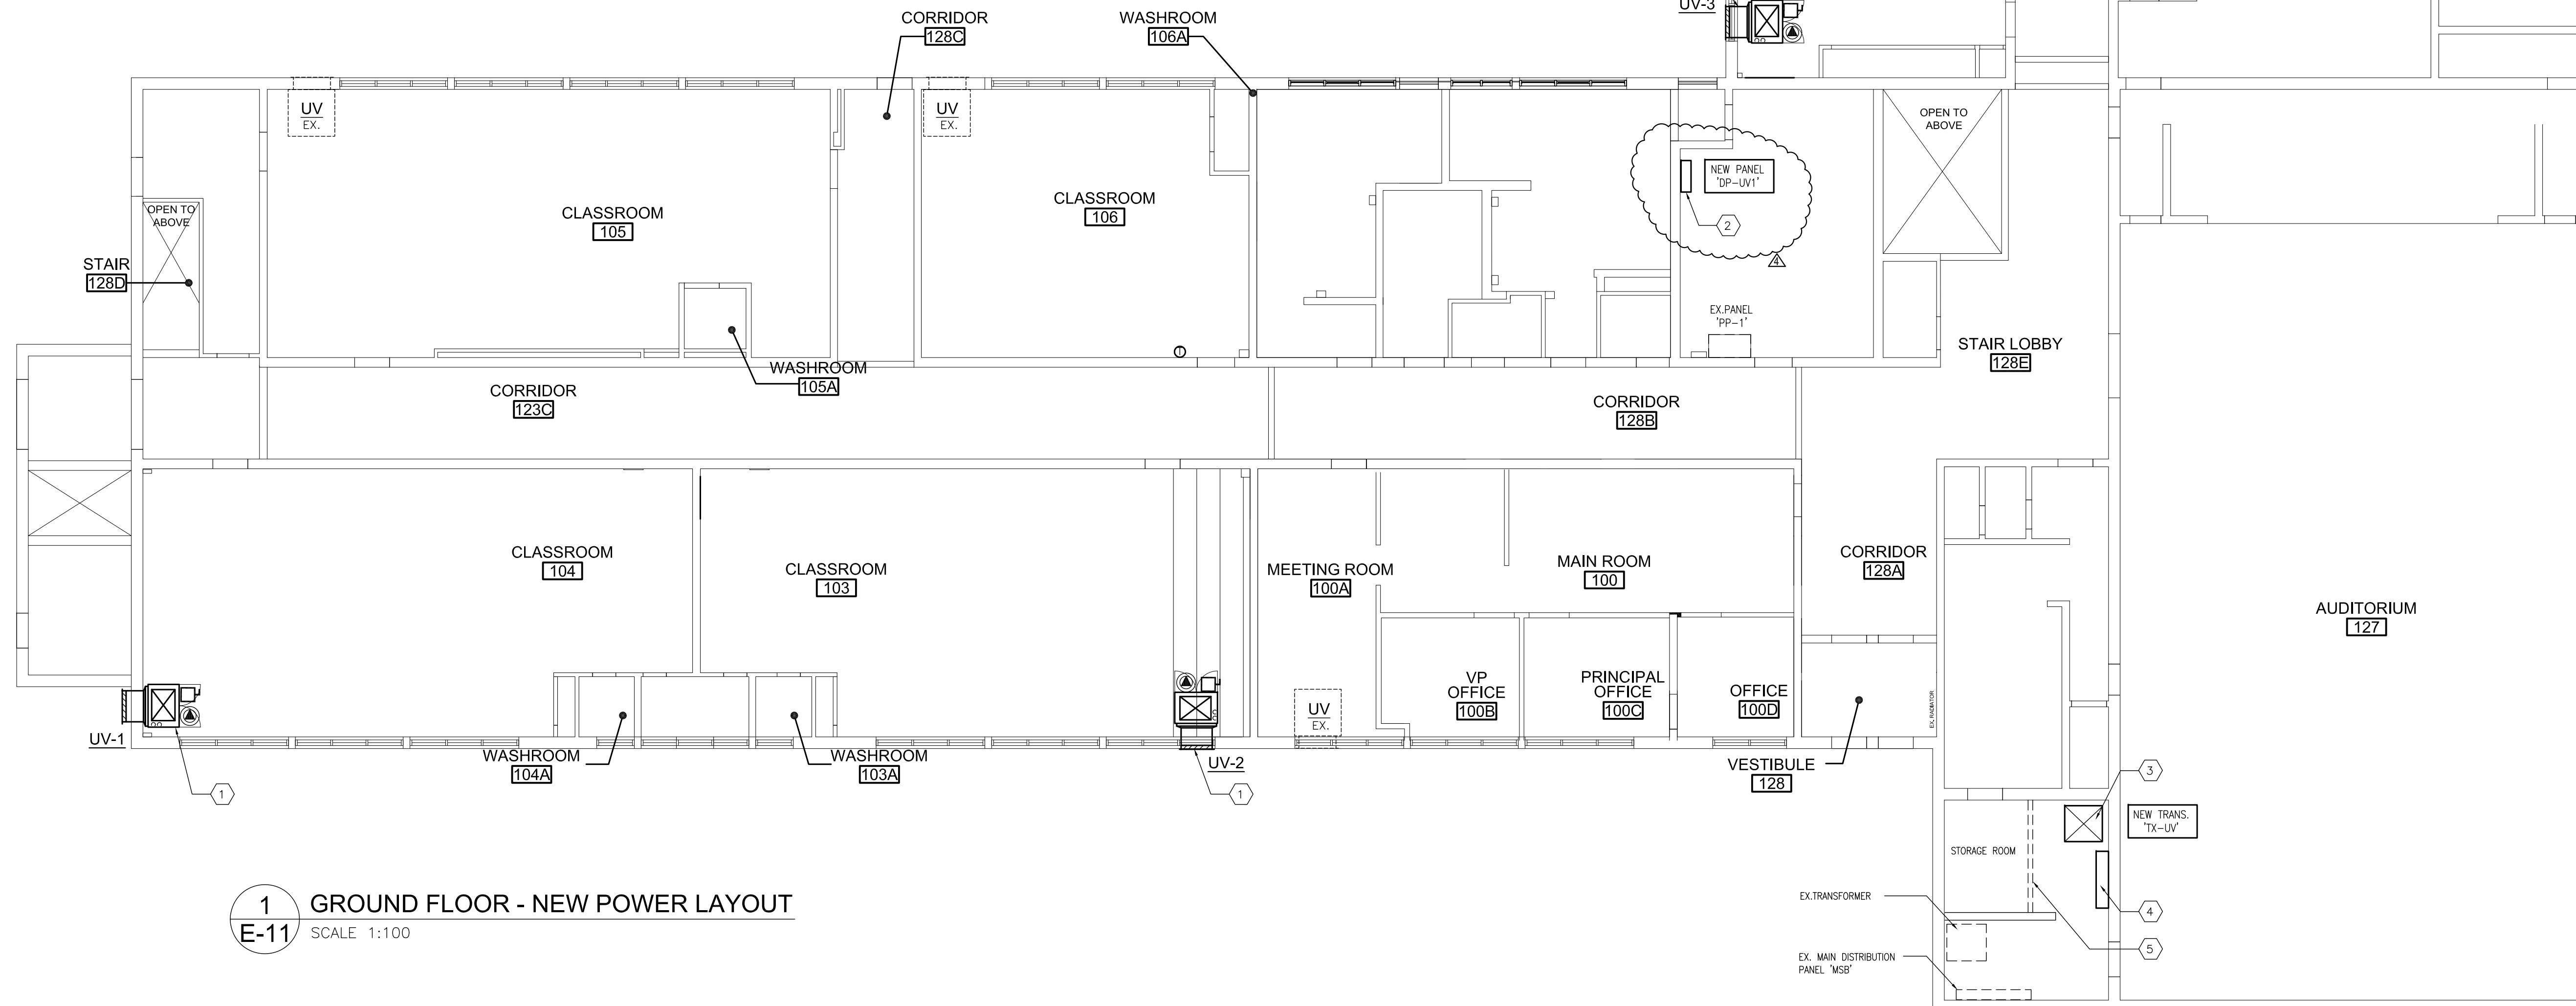 UV-3
CORRIDOR
128C
WASHROOM
106A
UV
EX.
UV
EX.
OPEN TO
ABOVE
NEW PANEL
'DP-UV1'
2
4
CLASSROOM
105
CLASSROOM
106
OPEN TO
ABOVE
STAIR
128D
EX.PANEL
'PP-1'
STAIR LOBBY
128E
T
WASHROOM
105A
CORRIDOR
123C
CORRIDOR
128B
CLASSROOM
104
CLASSROOM
103
MEETING ROOM
100A
MAIN ROOM
100
CORRIDOR
128A
AUDITORIUM
127
VP
OFFICE
100B
PRINCIPAL
OFFICE
100C
OFFICE
100D
EX.RADIATOR
UV
EX.
UV-1
WASHROOM
104A
WASHROOM
103A
UV-2
VESTIBULE
128
1
1
3
NEW TRANS.
'TX-UV'
STORAGE ROOM
EX.TRANSFORMER
4
5
EX. MAIN DISTRIBUTION
PANEL 'MSB'
1
E-11
GROUND FLOOR - NEW POWER LAYOUT
SCALE 1:100